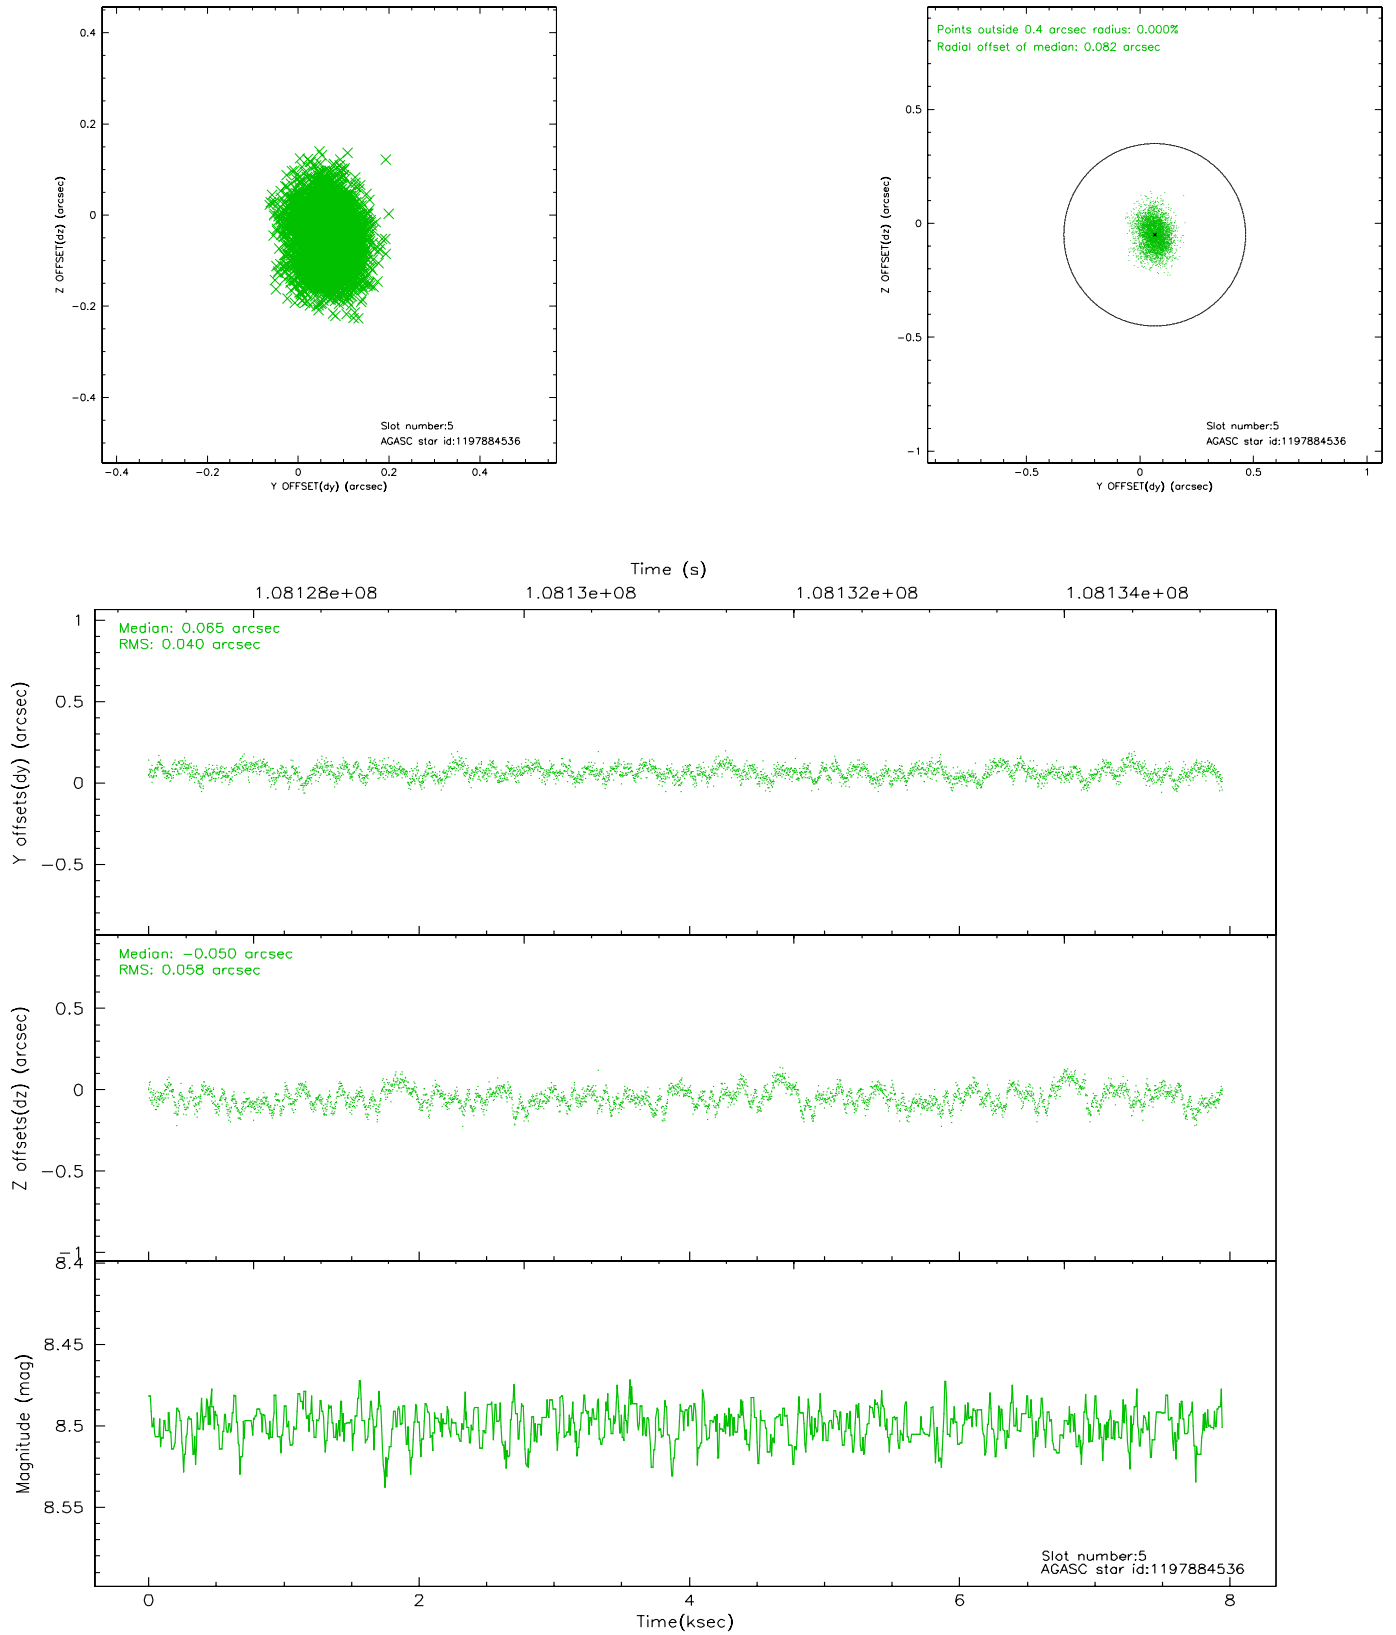 0.4
0.2
0
−0.2
−0.4
Z OFFSET(dz) (arcsec)
Slot number:5
AGASC star id:1197884536
−0.4 −0.2 0 0.2 0.4
Y OFFSET(dy) (arcsec)
Points outside 0.4 arcsec radius: 0.000%
Radial offset of median: 0.082 arcsec
0.5
0
−0.5
−1
Z OFFSET(dz) (arcsec)
Slot number:5
AGASC star id:1197884536
−0.5 0 0.5 1
Y OFFSET(dy) (arcsec)
Time (s)
1.08128e+08 1.0813e+08 1.08132e+08 1.08134e+08
Median: 0.065 arcsec
RMS: 0.040 arcsec
1
0.5
0
−0.5
Y offsets(dy) (arcsec)
Median: −0.050 arcsec
RMS: 0.058 arcsec
0.5
0
−0.5
−1
Z offsets(dz) (arcsec)
8.4
8.45
8.5
8.55
Magnitude (mag)
Slot number:5
AGASC star id:1197884536
0 2 4 6 8
Time(ksec)